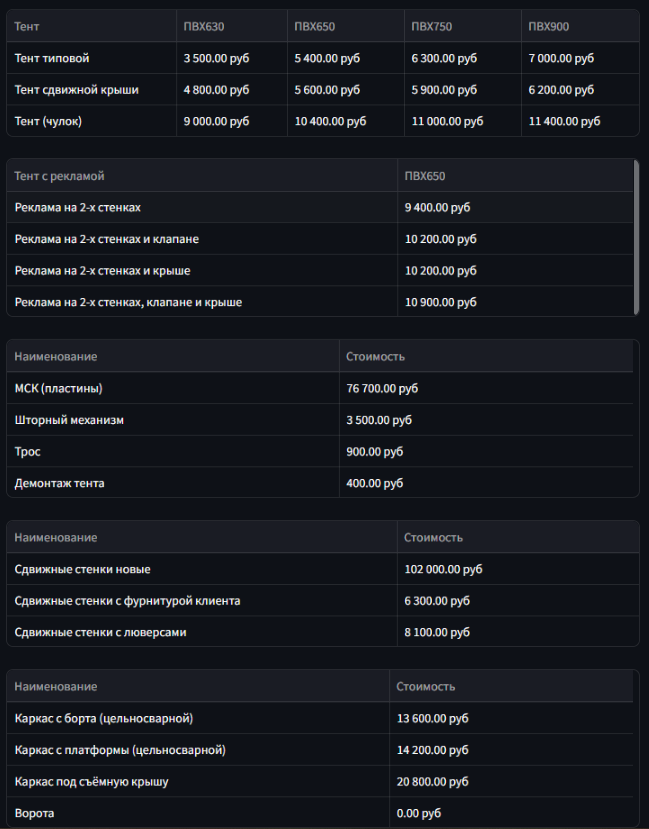 Тент ПВХ630 ПВХ650 ПВХ750 ПВХ900
Тент типовой 3 500.00 руб 5 400.00 руб 6 300.00 руб 7 000.00 руб
Тент сдвижной крыши 4 800.00 руб 5 600.00 руб 5 900.00 руб 6 200.00 руб
Тент (чулок) 9 000.00 руб 10 400.00 руб 11 000.00 руб 11 400.00 руб
Тент с рекламой ПВХ650
Реклама на 2-х стенках 9 400.00 руб
Реклама на 2-х стенках и клапане 10 200.00 руб
Реклама на 2-х стенках и крыше 10 200.00 руб
Реклама на 2-х стенках, клапане и крыше 10 900.00 руб
Наименование Стоимость
МСК (пластины) 76 700.00 руб
Шторный механизм 3 500.00 руб
Трос 900.00 руб
Демонтаж тента 400.00 руб
Наименование Стоимость
Сдвижные стенки новые 102 000.00 руб
Сдвижные стенки с фурнитурой клиента 6 300.00 руб
Сдвижные стенки с люверсами 8 100.00 руб
Наименование Стоимость
Каркас с борта (цельносварной) 13 600.00 руб
Каркас с платформы (цельносварной) 14 200.00 руб
Каркас под съёмную крышу 20 800.00 руб
Ворота 0.00 руб